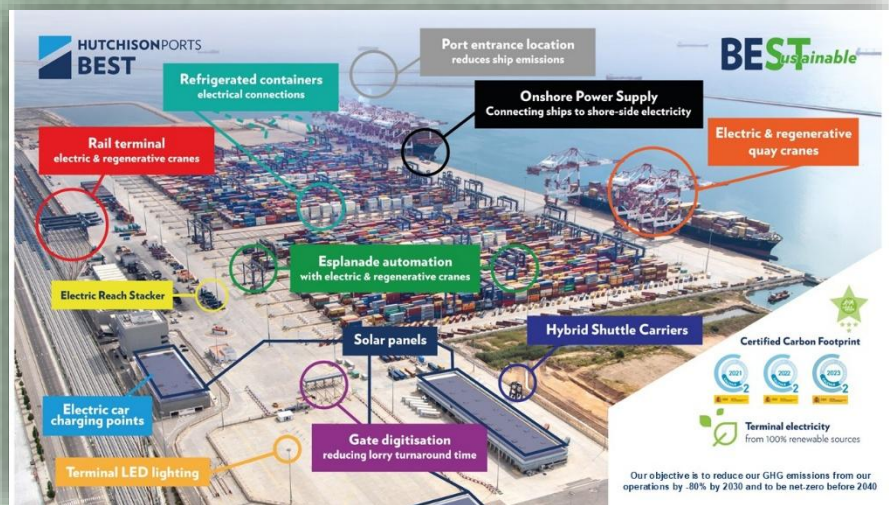 HUTCHISON PORTS
BEST
Port entrance location
reduces ship emissions
BEST
Sustainable
Refrigerated containers
electrical connections
Onshore Power Supply
Connecting ships to shore-side electricity
Rail terminal
electric & regenerative cranes
Electric & regenerative
quay cranes
Esplanade automation
with electric & regenerative cranes
Electric Reach Stacker
Solar panels
Hybrid Shuttle Carriers
Electric car
charging points
Gate digitisation
reducing lorry turnaround time
Terminal LED lighting
Certified Carbon Footprint
2021
2022
2023
Terminal electricity
from 100% renewable sources
Our objective is to reduce our GHG emissions from our
operations by -80% by 2030 and to be net-zero before 2040